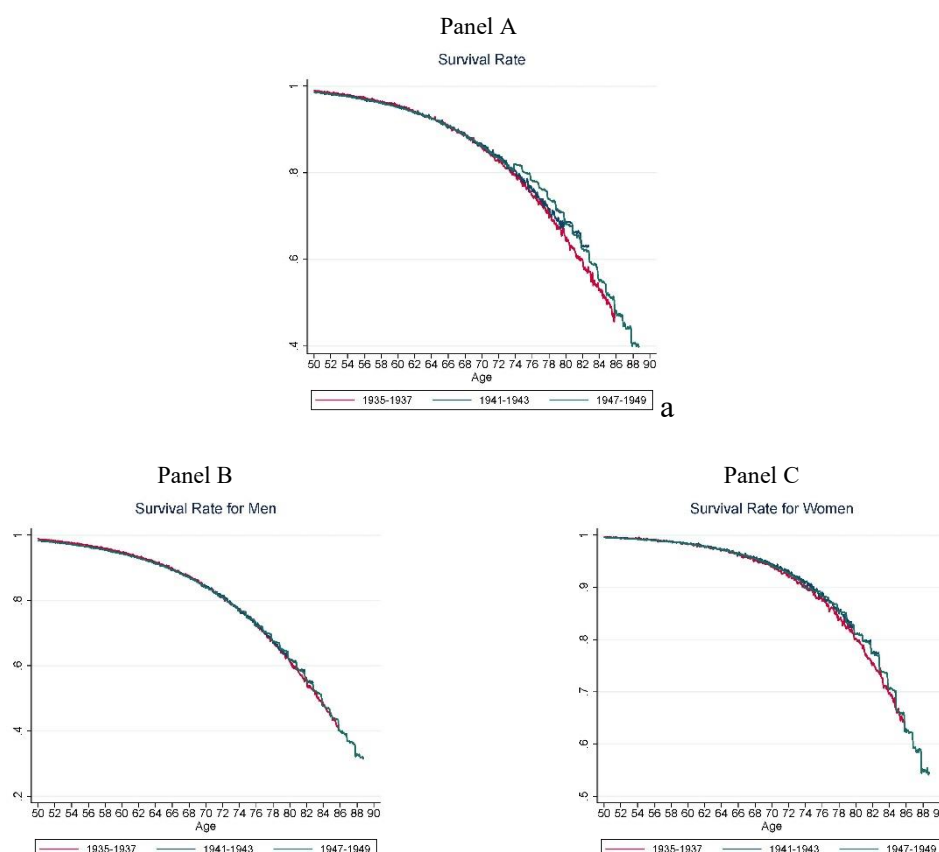 Panel A
Survival Rate
1
.8
.6
.4
50 52 54 56 58 60 62 64 66 68 70 72 74 76 78 80 82 84 86 88 90
Age
1935-1937 1941-1943 1947-1949
a
Panel B
Survival Rate for Men
1
.8
.6
.4
.2
50 52 54 56 58 60 62 64 66 68 70 72 74 76 78 80 82 84 86 88 90
Age
1935-1937 1941-1943 1947-1949
Panel C
Survival Rate for Women
1
.9
.8
.7
.6
.5
50 52 54 56 58 60 62 64 66 68 70 72 74 76 78 80 82 84 86 88
Age
1935-1937 1941-1943 1947-1949